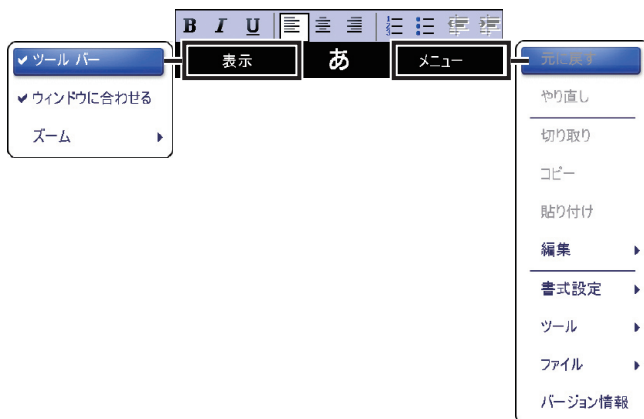 B I U
✔ ツール バー
✔ ウィンドウに合わせる
ズーム
表示 あ メニュー
元に戻す
やり直し
切り取り
コピー
貼り付け
編集
書式設定
ツール
ファイル
バージョン情報